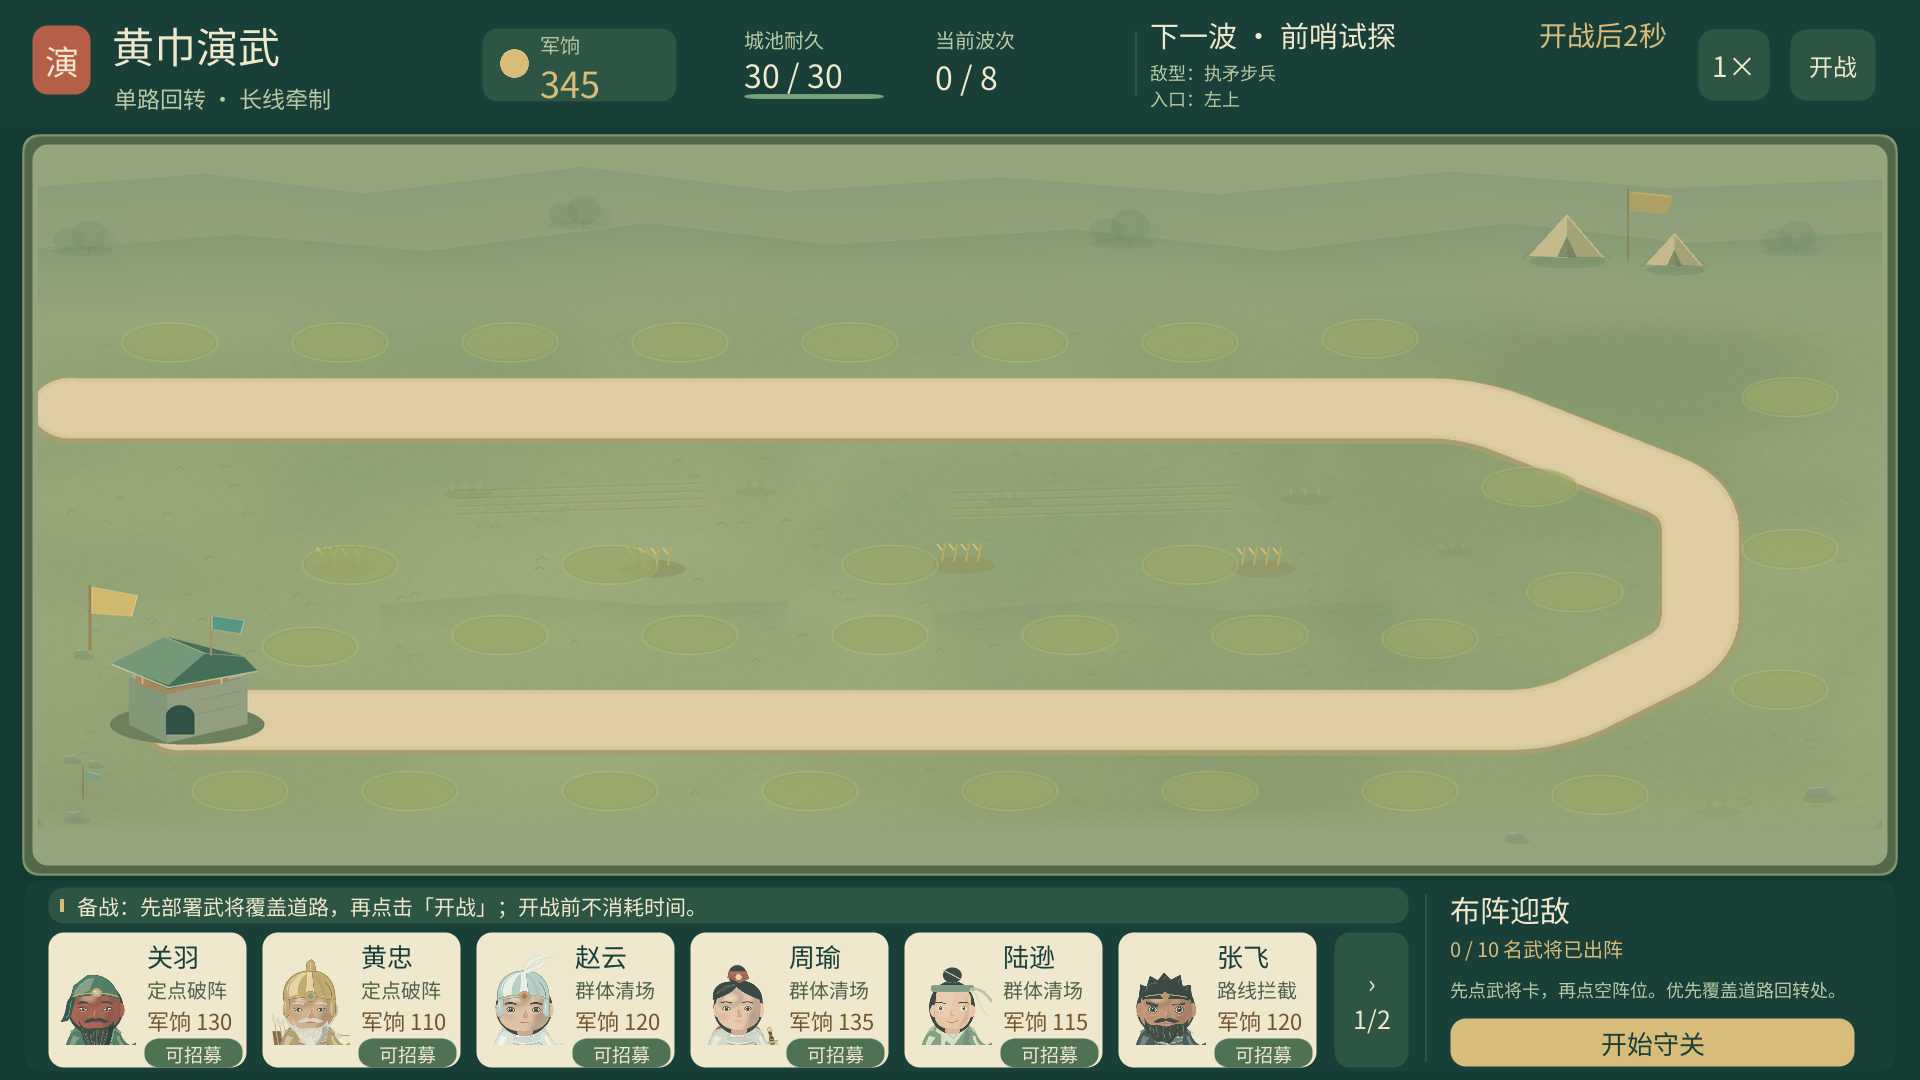 演
黄巾演武
单路回转 · 长线牵制
军饷
345
城池耐久
30 / 30
当前波次
0 / 8
下一波 · 前哨试探
敌型：执矛步兵
入口：左上
开战后2秒
1×
开战
备战：先部署武将覆盖道路，再点击「开战」；开战前不消耗时间。
关羽
定点破阵
军饷 130
可招募
黄忠
定点破阵
军饷 110
可招募
赵云
群体清场
军饷 120
可招募
周瑜
群体清场
军饷 135
可招募
陆逊
群体清场
军饷 115
可招募
张飞
路线拦截
军饷 120
可招募
›
1/2
布阵迎敌
0 / 10 名武将已出阵
先点武将卡，再点空阵位。优先覆盖道路回转处。
开始守关